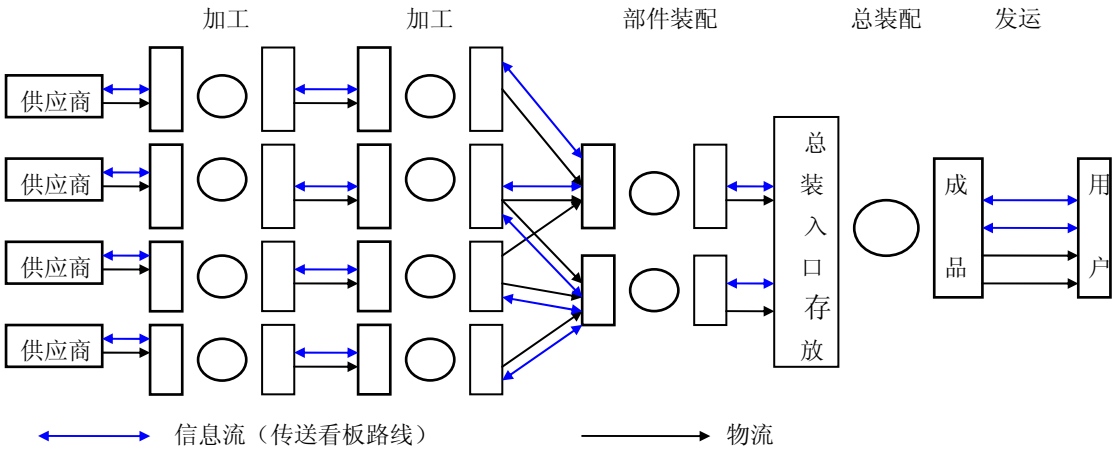 加工
加工
部件装配
总装配
发运
供应商
供应商
供应商
供应商
总装入口存放
成品
用户
信息流（传送看板路线）
物流